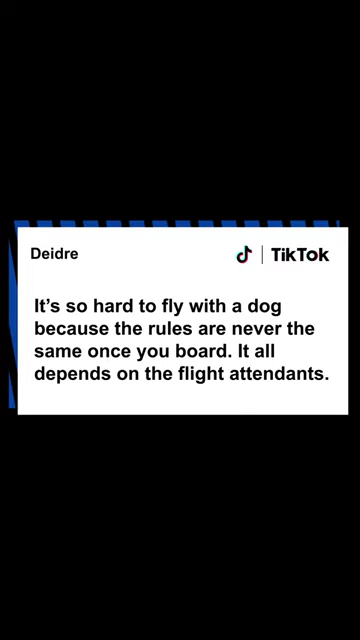 Deidre
TikTok
It’s so hard to fly with a dog
because the rules are never the
same once you board. It all
depends on the flight attendants.